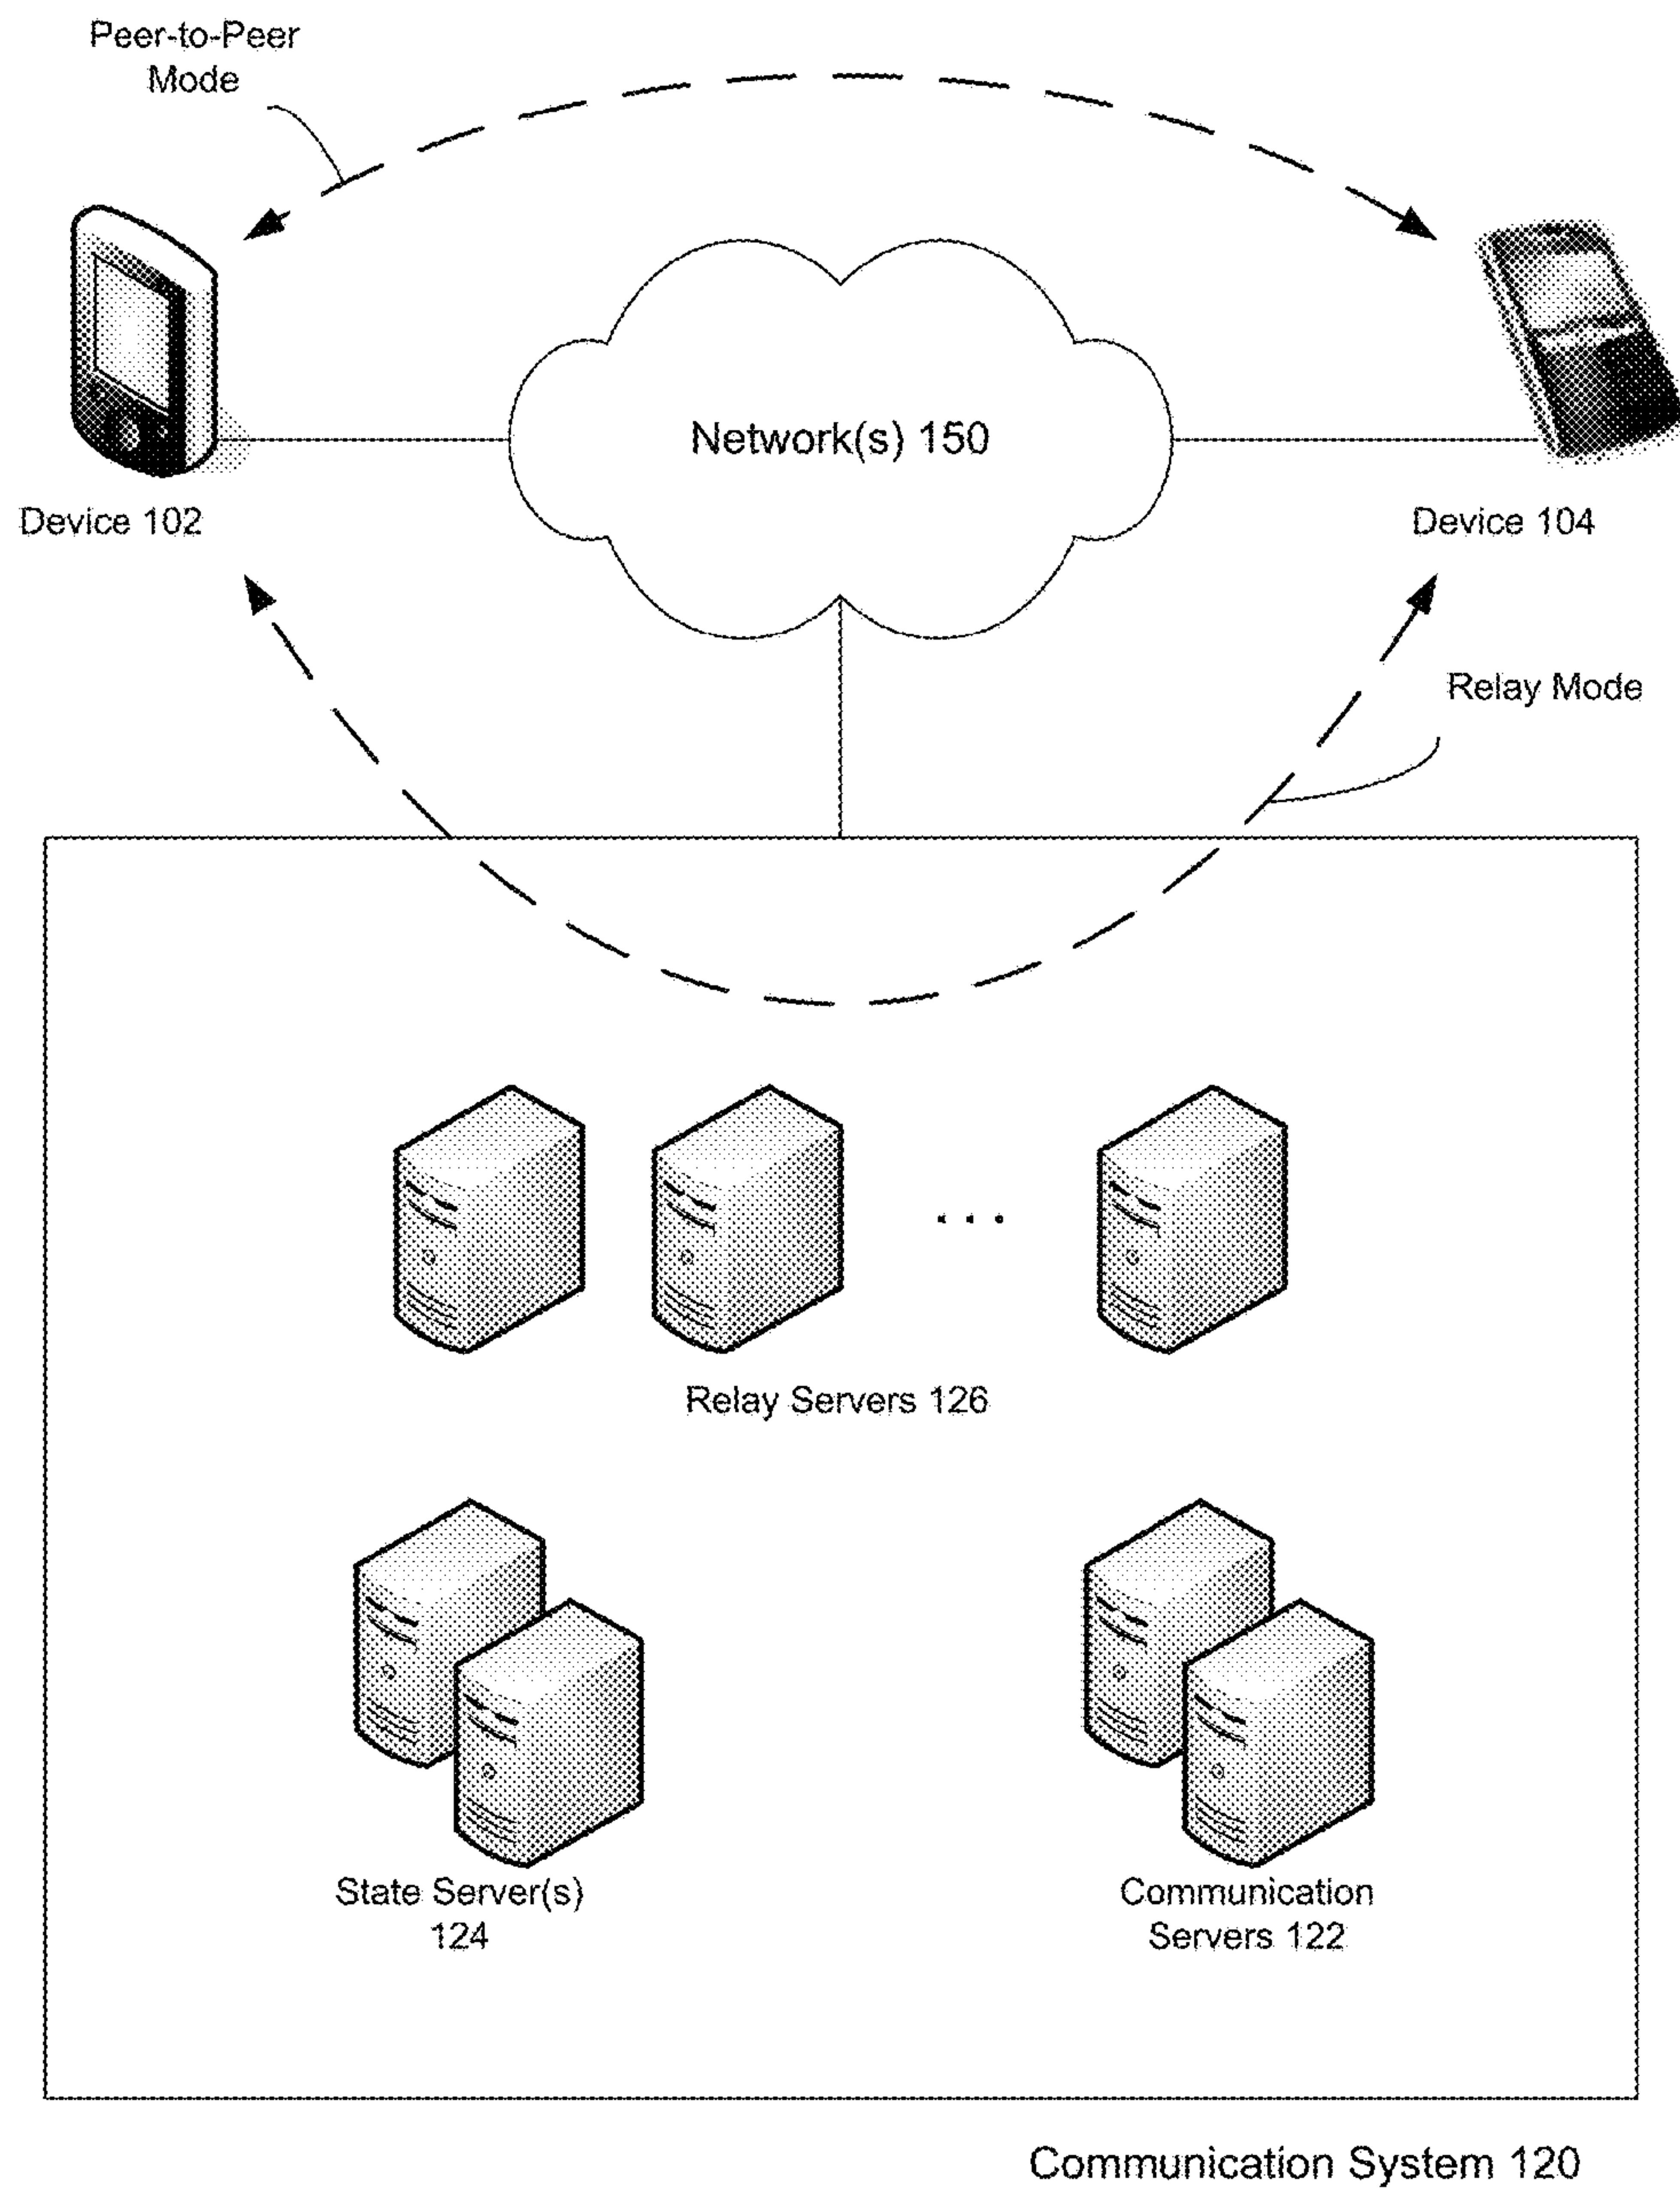 Peer-to-Peer
Mode
Network(s) 150
Device 102
Device 104
Relay Mode
. . .
Relay Servers 126
State Server(s)
124
Communication
Servers 122
Communication System 120